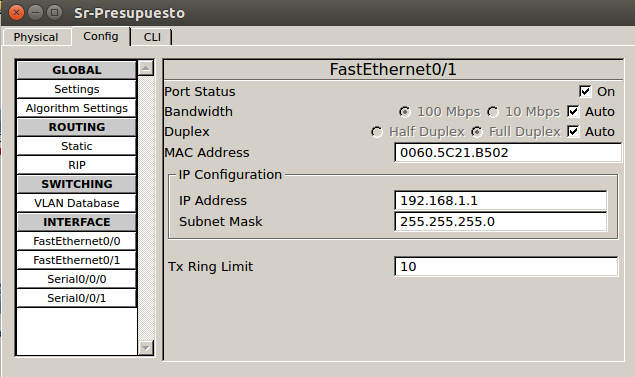 Sr-Presupuesto
Physical Config CLI
GLOBAL
Settings
Algorithm Settings
ROUTING
Static
RIP
SWITCHING
VLAN Database
INTERFACE
FastEthernet0/0
FastEthernet0/1
Serial0/0/0
Serial0/0/1
FastEthernet0/1
Port Status On
Bandwidth 100 Mbps 10 Mbps Auto
Duplex Half Duplex Full Duplex Auto
MAC Address 0060.5C21.B502
IP Configuration
IP Address 192.168.1.1
Subnet Mask 255.255.255.0
Tx Ring Limit 10